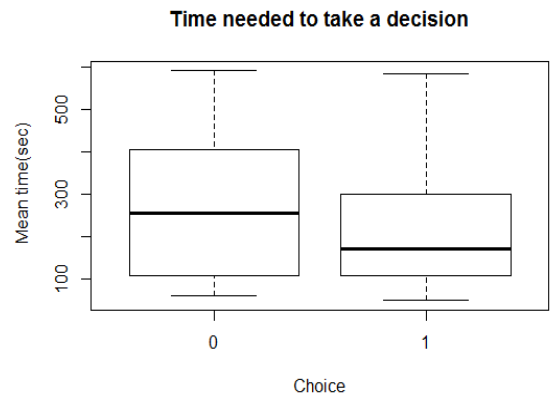 Time needed to take a decision
Mean time(sec)
500
300
100
0 1
Choice